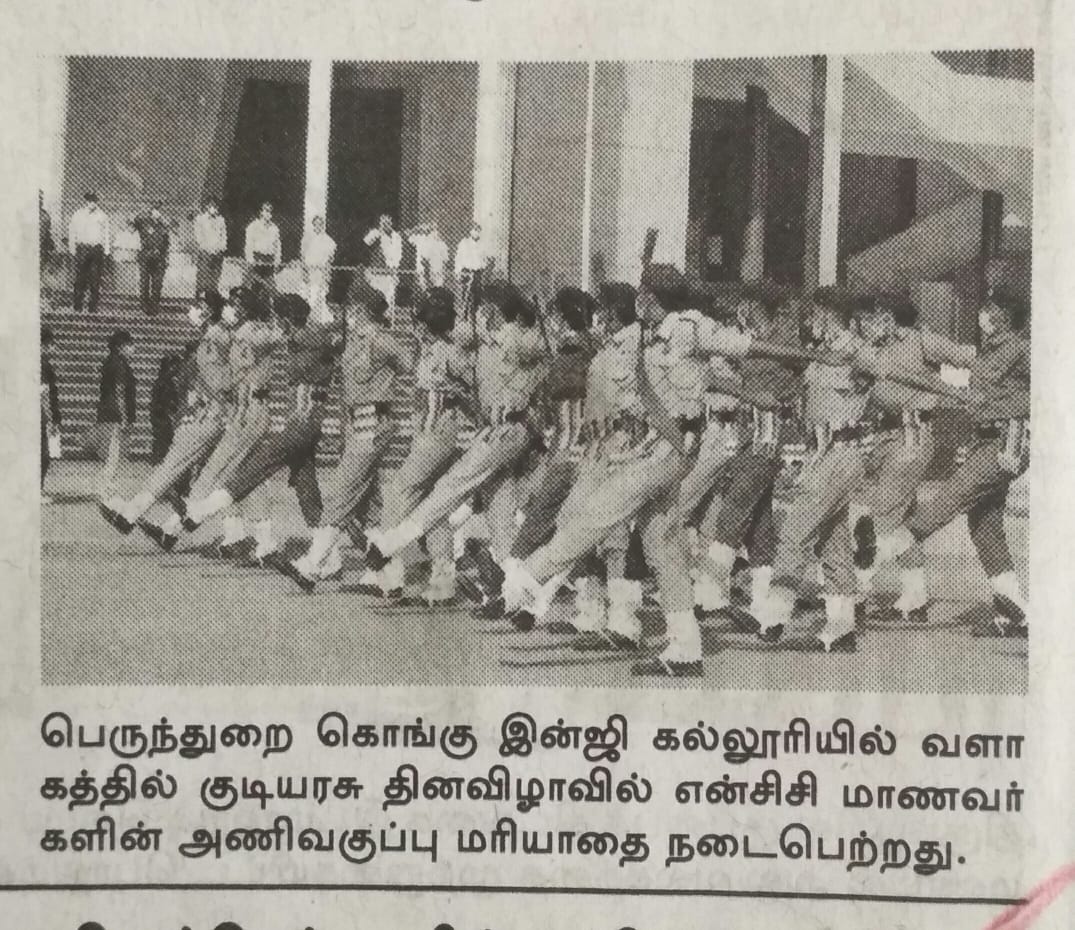 பெருந்துறை கொங்கு இன்ஜி கல்லூரியில் வளா
கத்தில் குடியரசு தினவிழாவில் என்சிசி மாணவர்
களின் அணிவகுப்பு மரியாதை நடைபெற்றது.